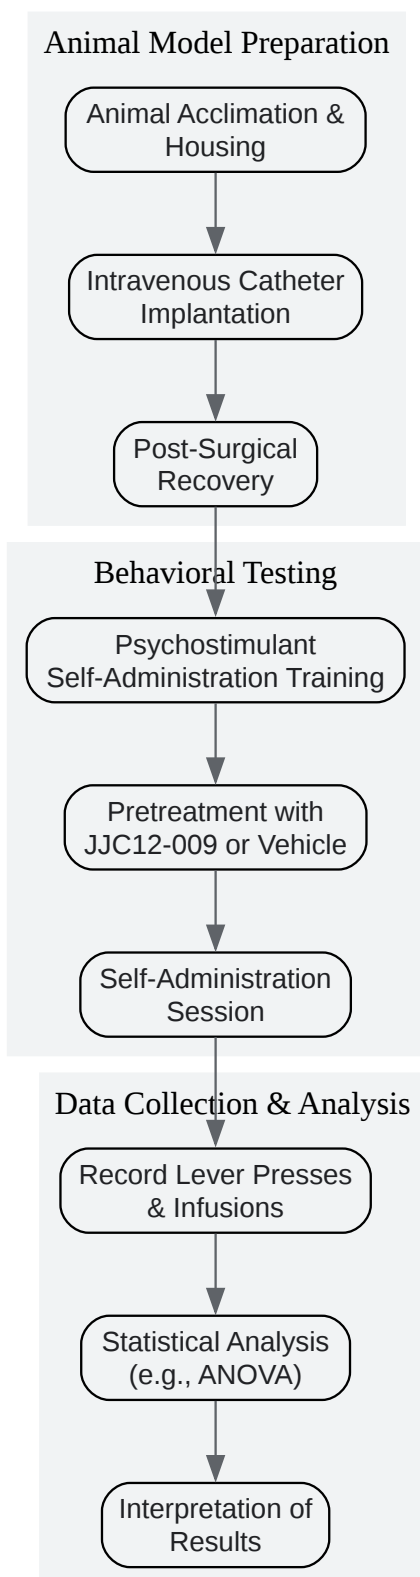 Animal Model Preparation
Animal Acclimation &
Housing
Intravenous Catheter
Implantation
Post-Surgical
Recovery
Behavioral Testing
Psychostimulant
Self-Administration Training
Pretreatment with
JJC12-009 or Vehicle
Self-Administration
Session
Data Collection & Analysis
Record Lever Presses
& Infusions
Statistical Analysis
(e.g., ANOVA)
Interpretation of
Results